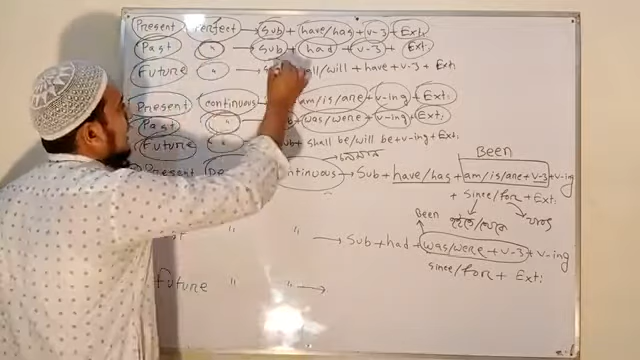 Present Perfect → Sub + have/has + v-3 + Ext:
Past " → Sub + had + v-3 + Ext:
Future " → shall/will + have + v-3 + Ext:
Present continuous am/is/are + v-ing + Ext:
Past " was/were + v-ing + Ext:
Future " shall be/will be + v-ing + Ext:
Been
Present continuous → Sub + have/has + am/is/are + v-3 + v-ing
+ Since/for + Ext:
Been
" → Sub + had + was/were + v-3 + v-ing
since/for + Ext:
Future " " →